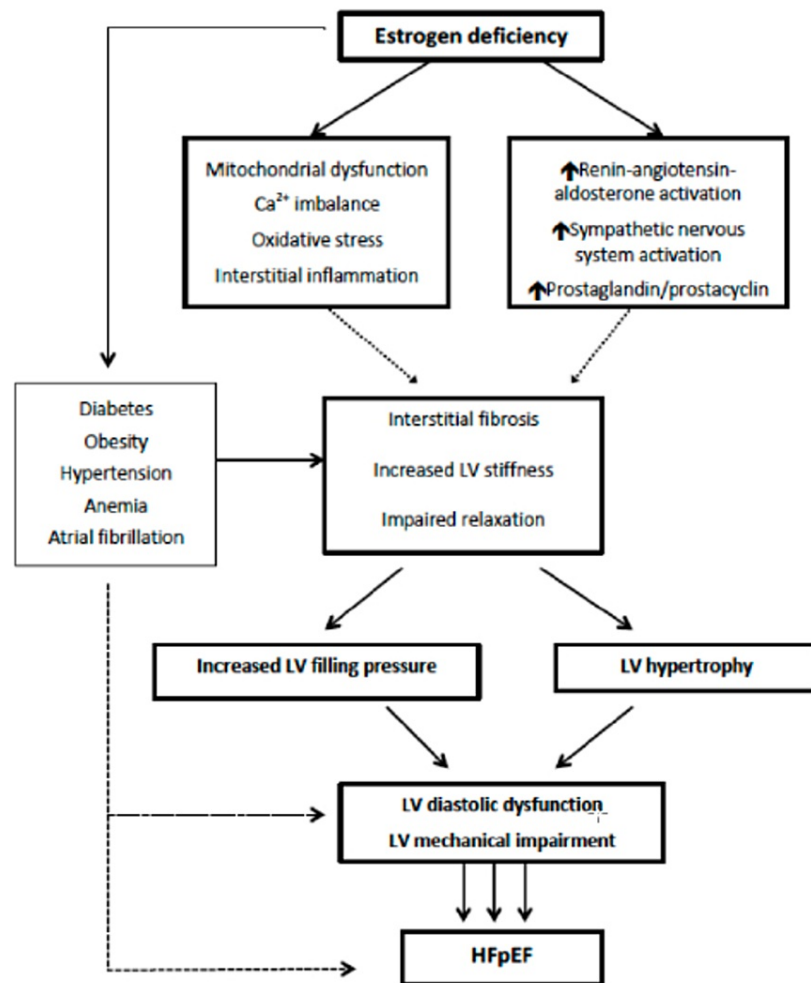 Estrogen deficiency
Mitochondrial dysfunction
Ca²⁺ imbalance
Oxidative stress
Interstitial inflammation
🡅Renin-angiotensin-
aldosterone activation
🡅Sympathetic nervous
system activation
🡅Prostaglandin/prostacyclin
Diabetes
Obesity
Hypertension
Anemia
Atrial fibrillation
Interstitial fibrosis
Increased LV stiffness
Impaired relaxation
Increased LV filling pressure
LV hypertrophy
LV diastolic dysfunction
LV mechanical impairment
HFpEF